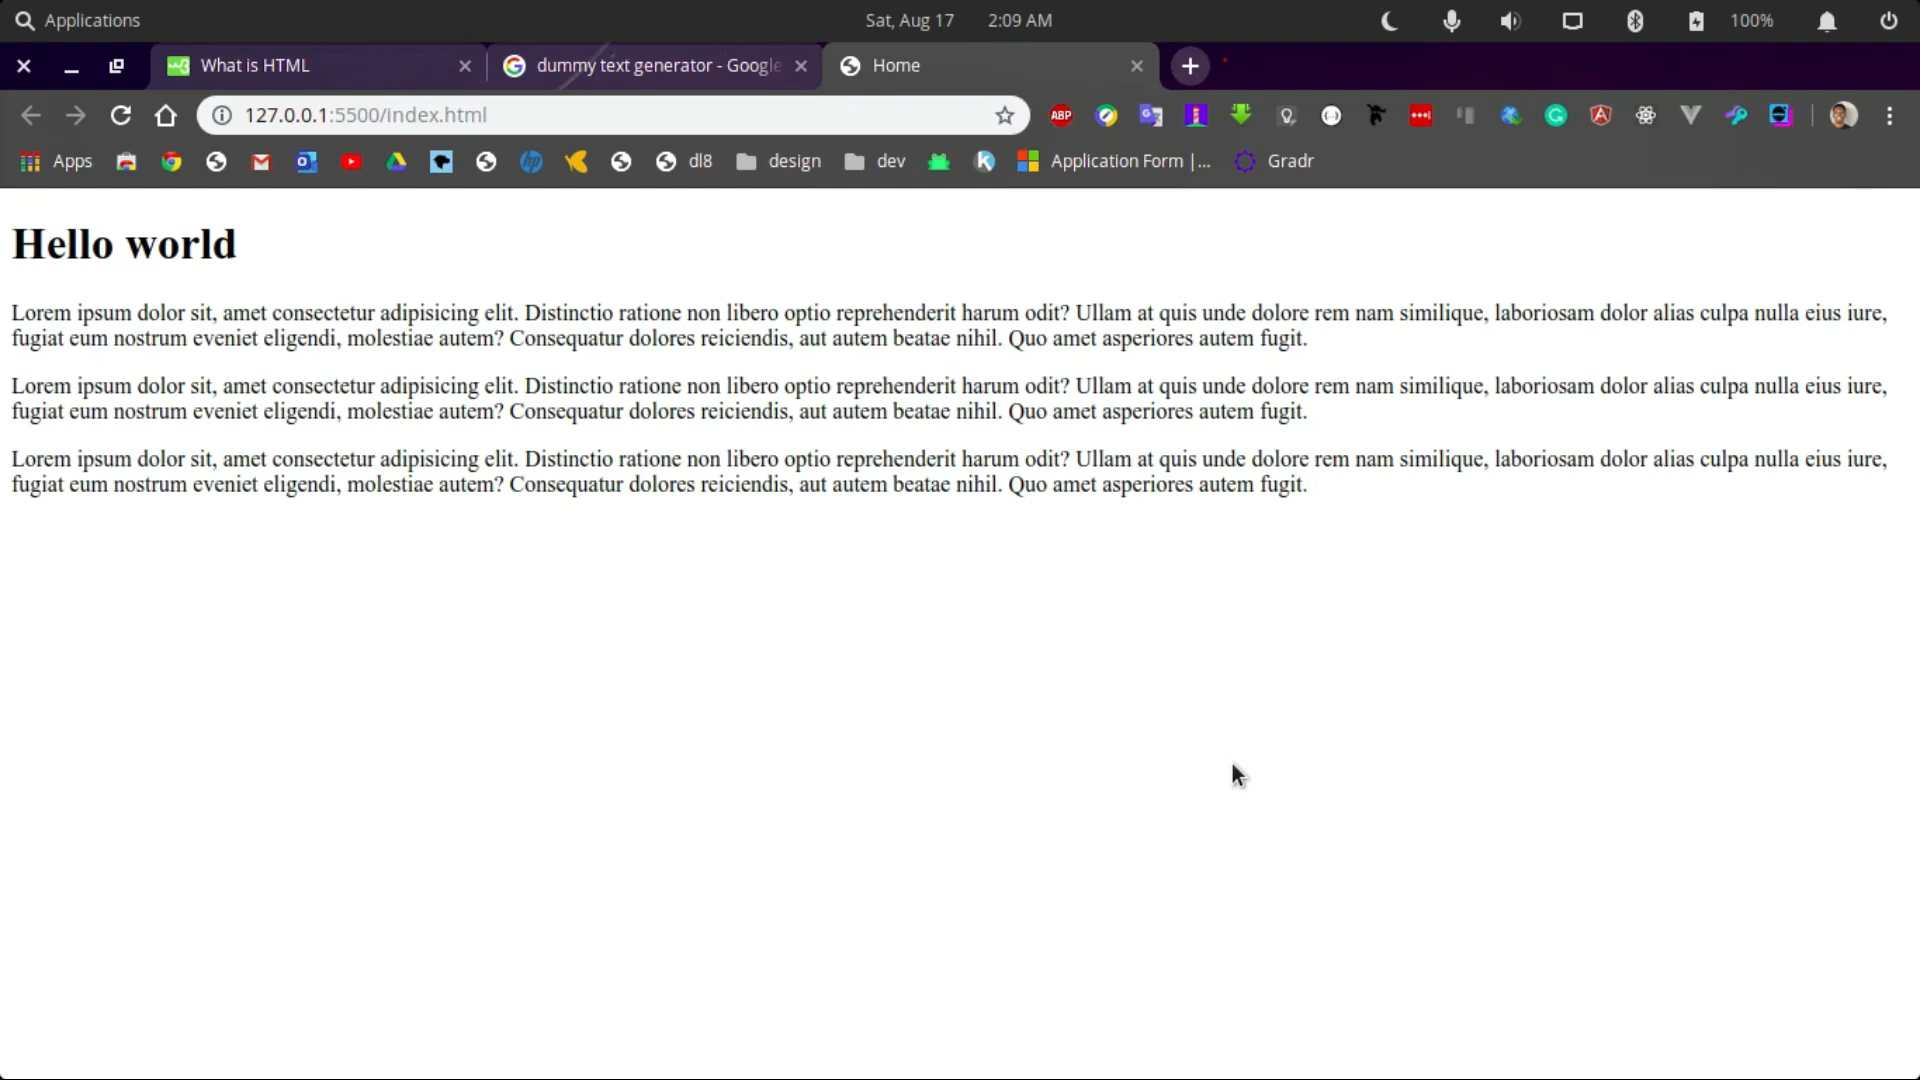 Applications
Sat, Aug 17 2:09 AM
100%
What is HTML
dummy text generator - Google
Home
127.0.0.1:5500/index.html
ABP
Apps
dl8
design
dev
Application Form |...
Gradr
Hello world
Lorem ipsum dolor sit, amet consectetur adipisicing elit. Distinctio ratione non libero optio reprehenderit harum odit? Ullam at quis unde dolore rem nam similique, laboriosam dolor alias culpa nulla eius iure,
fugiat eum nostrum eveniet eligendi, molestiae autem? Consequatur dolores reiciendis, aut autem beatae nihil. Quo amet asperiores autem fugit.
Lorem ipsum dolor sit, amet consectetur adipisicing elit. Distinctio ratione non libero optio reprehenderit harum odit? Ullam at quis unde dolore rem nam similique, laboriosam dolor alias culpa nulla eius iure,
fugiat eum nostrum eveniet eligendi, molestiae autem? Consequatur dolores reiciendis, aut autem beatae nihil. Quo amet asperiores autem fugit.
Lorem ipsum dolor sit, amet consectetur adipisicing elit. Distinctio ratione non libero optio reprehenderit harum odit? Ullam at quis unde dolore rem nam similique, laboriosam dolor alias culpa nulla eius iure,
fugiat eum nostrum eveniet eligendi, molestiae autem? Consequatur dolores reiciendis, aut autem beatae nihil. Quo amet asperiores autem fugit.